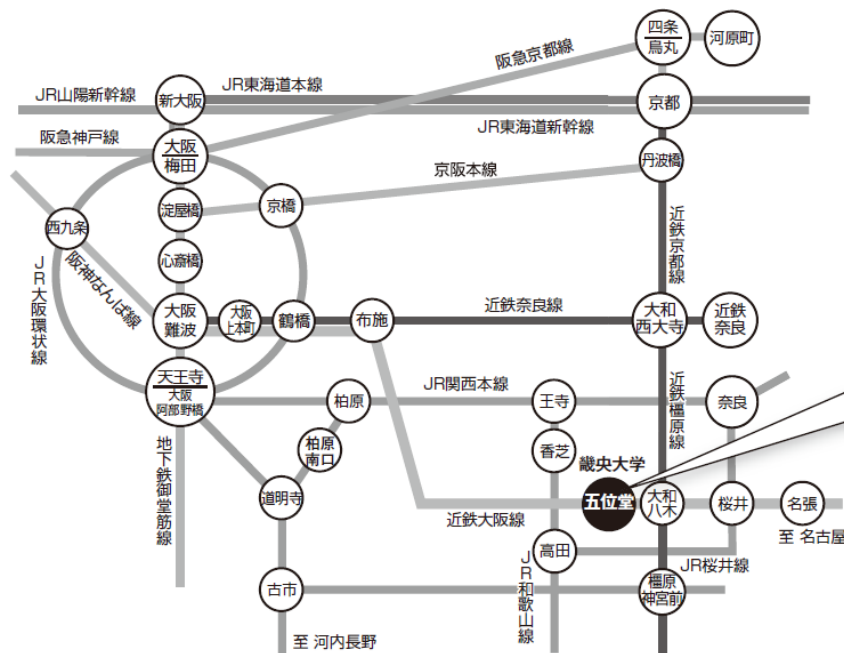 四条
烏丸
河原町
阪急京都線
JR山陽新幹線
新大阪
JR東海道本線
京都
阪急神戸線
JR東海道新幹線
大阪
梅田
丹波橋
京阪本線
淀屋橋
京橋
西九条
近鉄京都線
心斎橋
阪神なんば線
JR大阪環状線
大阪
難波
大阪
上本町
鶴橋
布施
近鉄奈良線
大和
西大寺
近鉄
奈良
天王寺
大阪
阿部野橋
柏原
JR関西本線
王寺
近鉄橿原線
奈良
柏原
南口
香芝
畿央大学
地下鉄御堂筋線
道明寺
近鉄大阪線
五位堂
大和
八木
桜井
名張
至 名古屋
高田
JR桜井線
JR和歌山線
古市
橿原
神宮前
至 河内長野